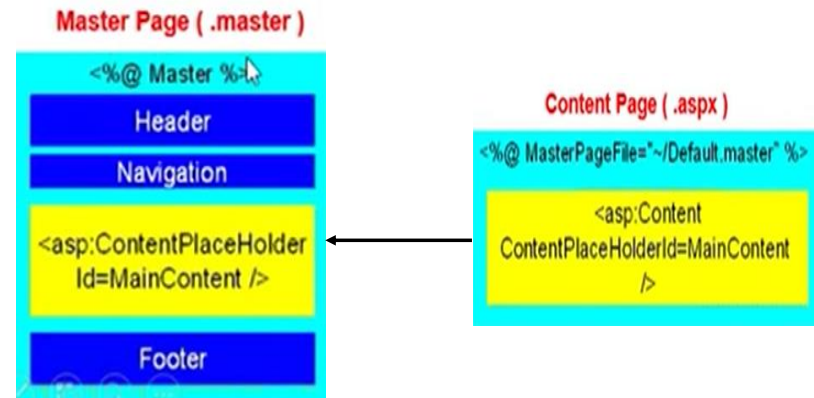 Master Page ( .master )
<%@ Master %>
Header
Navigation
<asp:ContentPlaceHolder
Id=MainContent />
Footer
Content Page ( .aspx )
<%@ MasterPageFile="~/Default.master" %>
<asp:Content
ContentPlaceHolderId=MainContent
/>